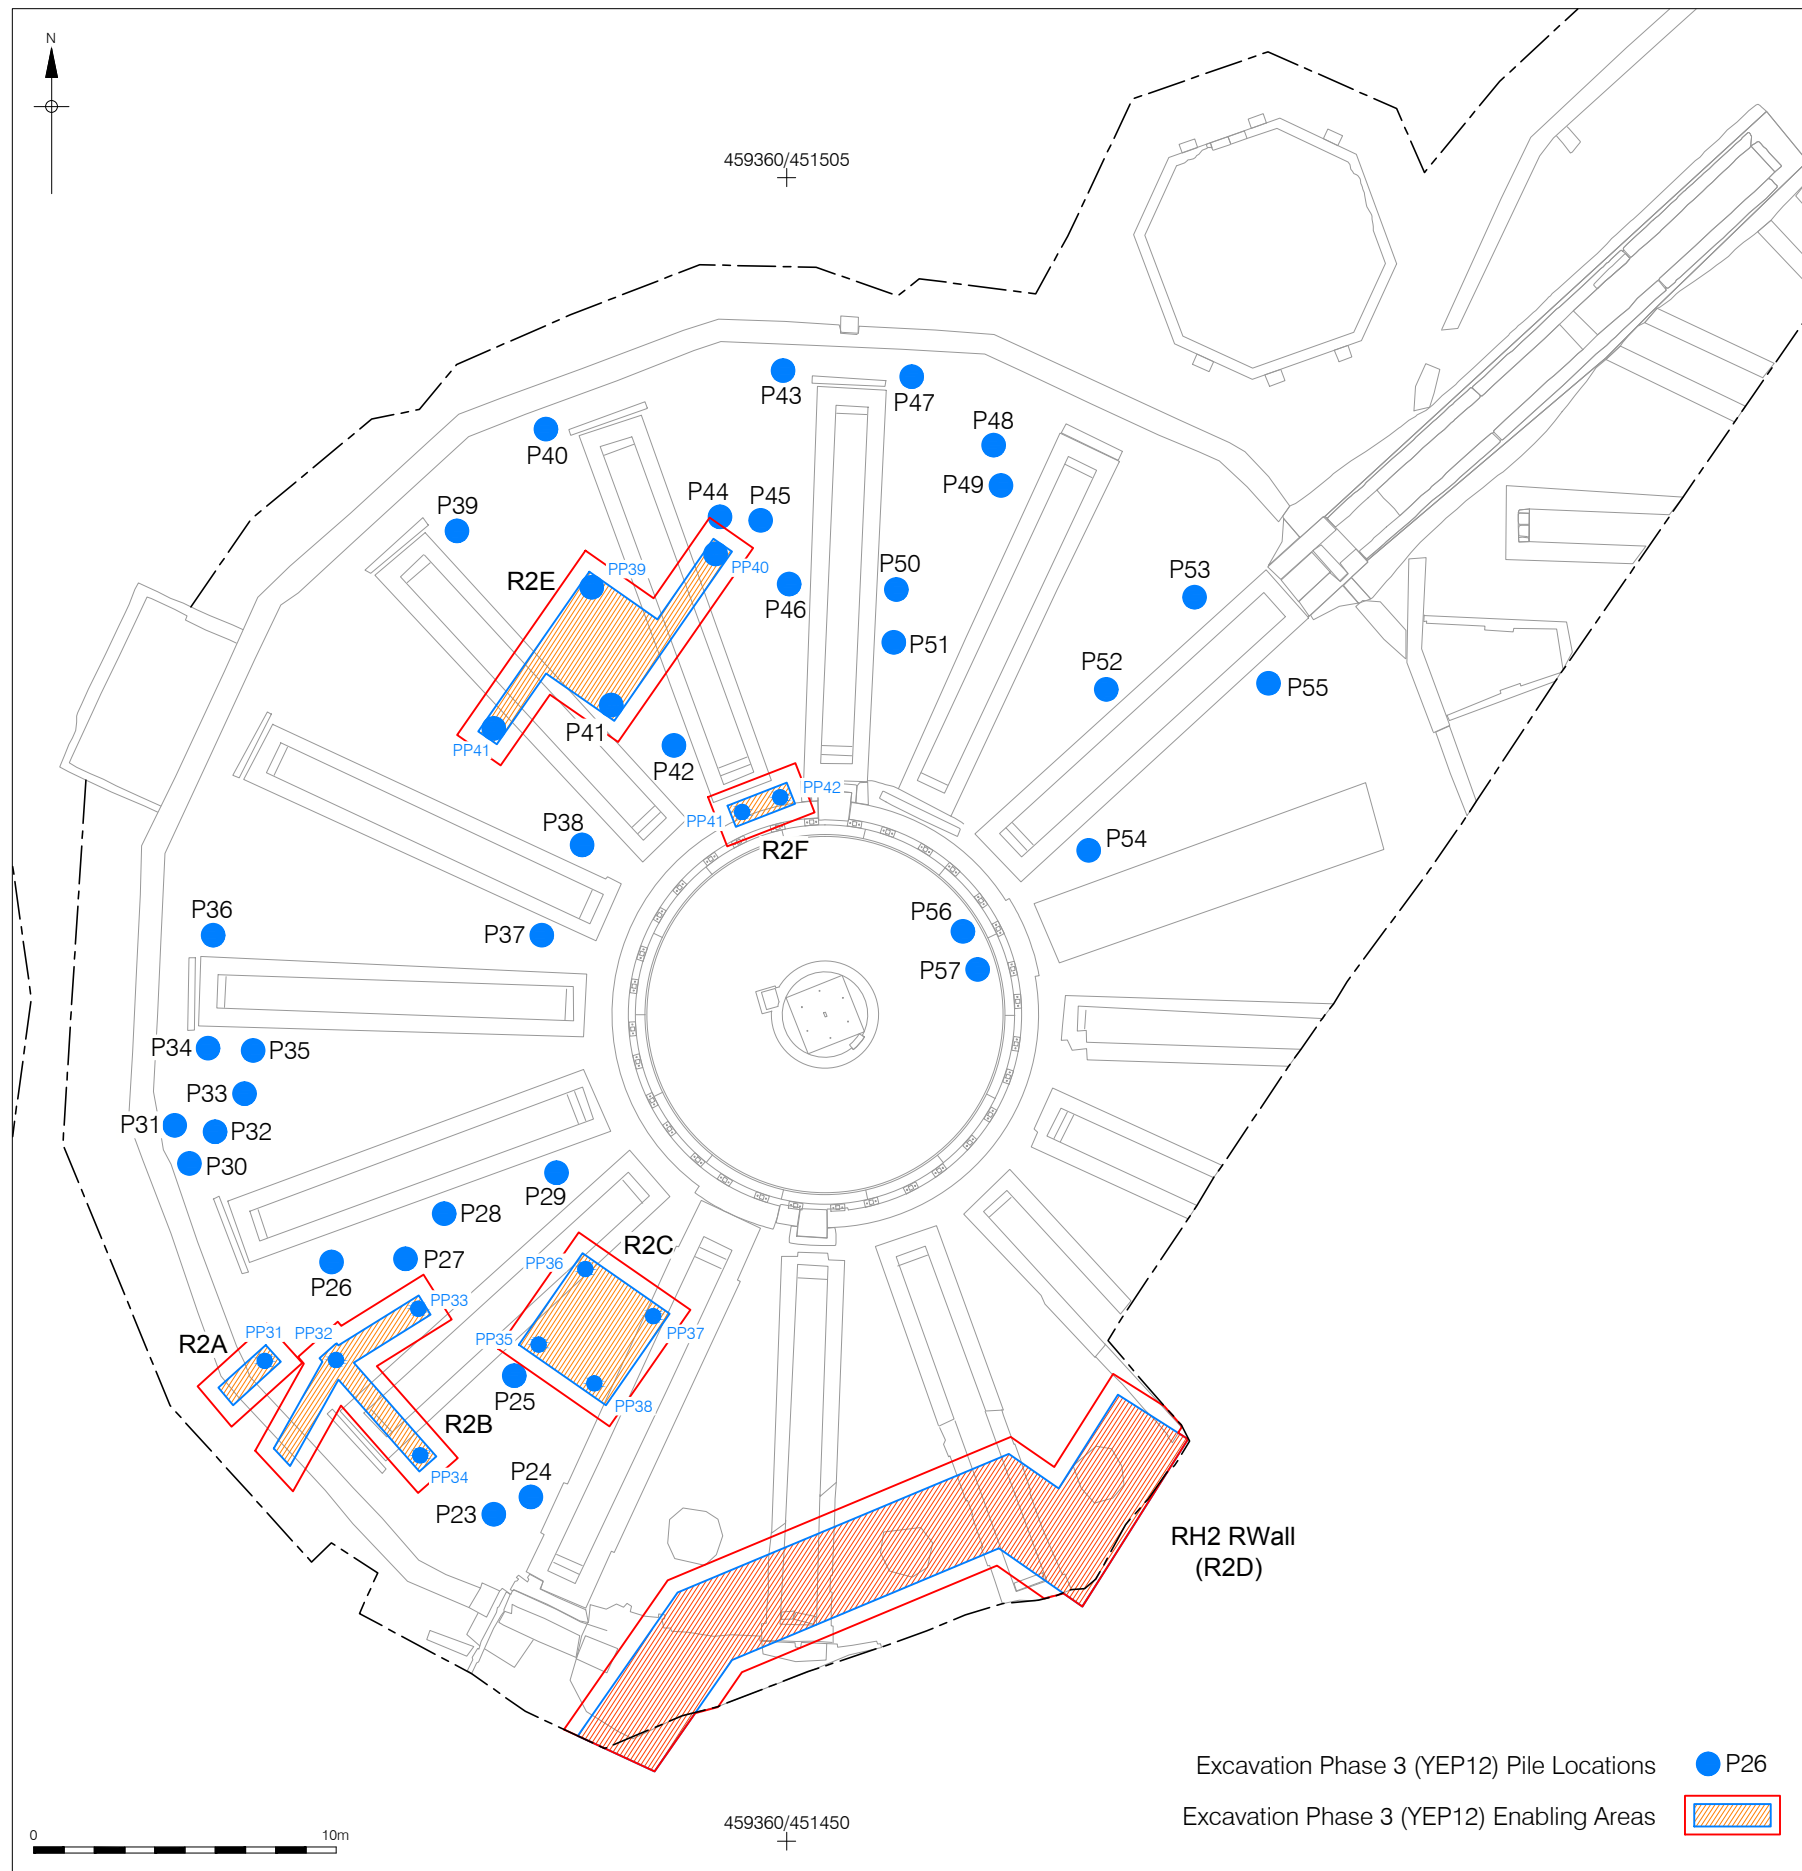 N
459360/451505
P43
P47
P40
P48
P49
P44
P45
P39
PP39
PP40
R2E
P50
P46
P53
P51
P52
P55
P41
PP41
P42
PP42
PP41
R2F
P38
P54
P36
P37
P56
P57
P34
P35
P33
P31
P32
P30
P29
P28
P27
P26
R2C
PP36
PP33
PP31
PP32
R2A
PP35
PP37
P25
PP38
R2B
PP34
P24
P23
RH2 RWall
(R2D)
Excavation Phase 3 (YEP12) Pile Locations P26
Excavation Phase 3 (YEP12) Enabling Areas
459360/451450
0 10m